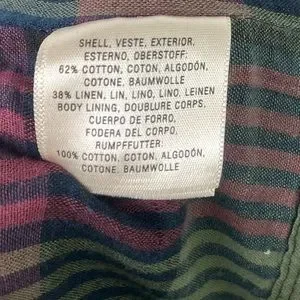 SHELL, VESTE, EXTERIOR,
ESTERNO, OBERSTOFF:
62% COTTON, COTON, ALGODÓN,
COTONE, BAUMWOLLE
38% LINEN, LIN, LINO, LINO, LEINEN
BODY LINING, DOUBLURE CORPS,
CUERPO DE FORRO,
FODERA DEL CORPO,
RUMPFFUTTER:
100% COTTON, COTON, ALGODÓN,
COTONE, BAUMWOLLE